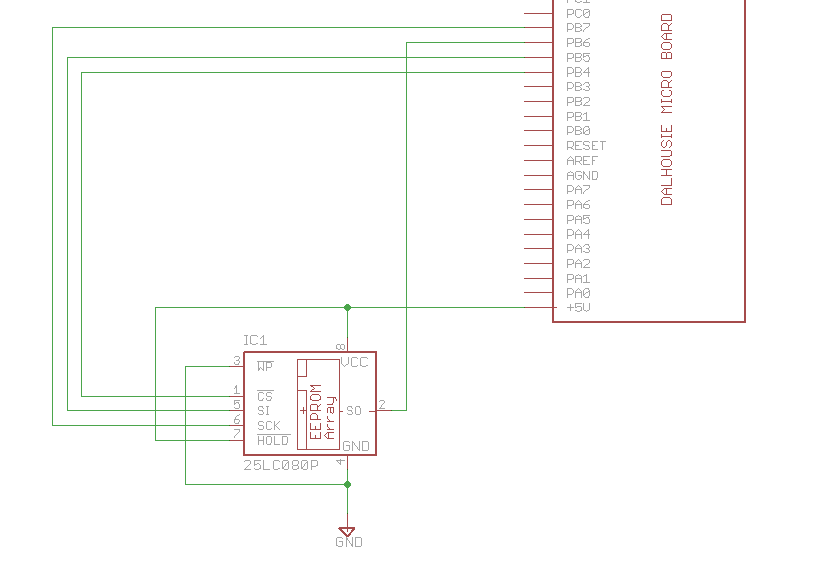 PC0
PB7
PB6
PB5
PB4
PB3
PB2
PB1
PB0
RESET
AREF
AGND
PA7
PA6
PA5
PA4
PA3
PA2
PA1
PA0
+5V
DALHOUSIE MICRO BOARD
IC1
8
VCC
3 WP
1 CS
5 SI
6 SCK
7 HOLD
EEPROM
Array
+
SO 2
GND
4
25LC080P
GND